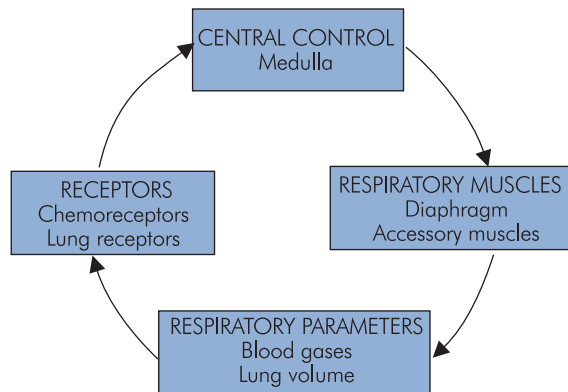 CENTRAL CONTROL
Medulla
RESPIRATORY MUSCLES
Diaphragm
Accessory muscles
RESPIRATORY PARAMETERS
Blood gases
Lung volume
RECEPTORS
Chemoreceptors
Lung receptors